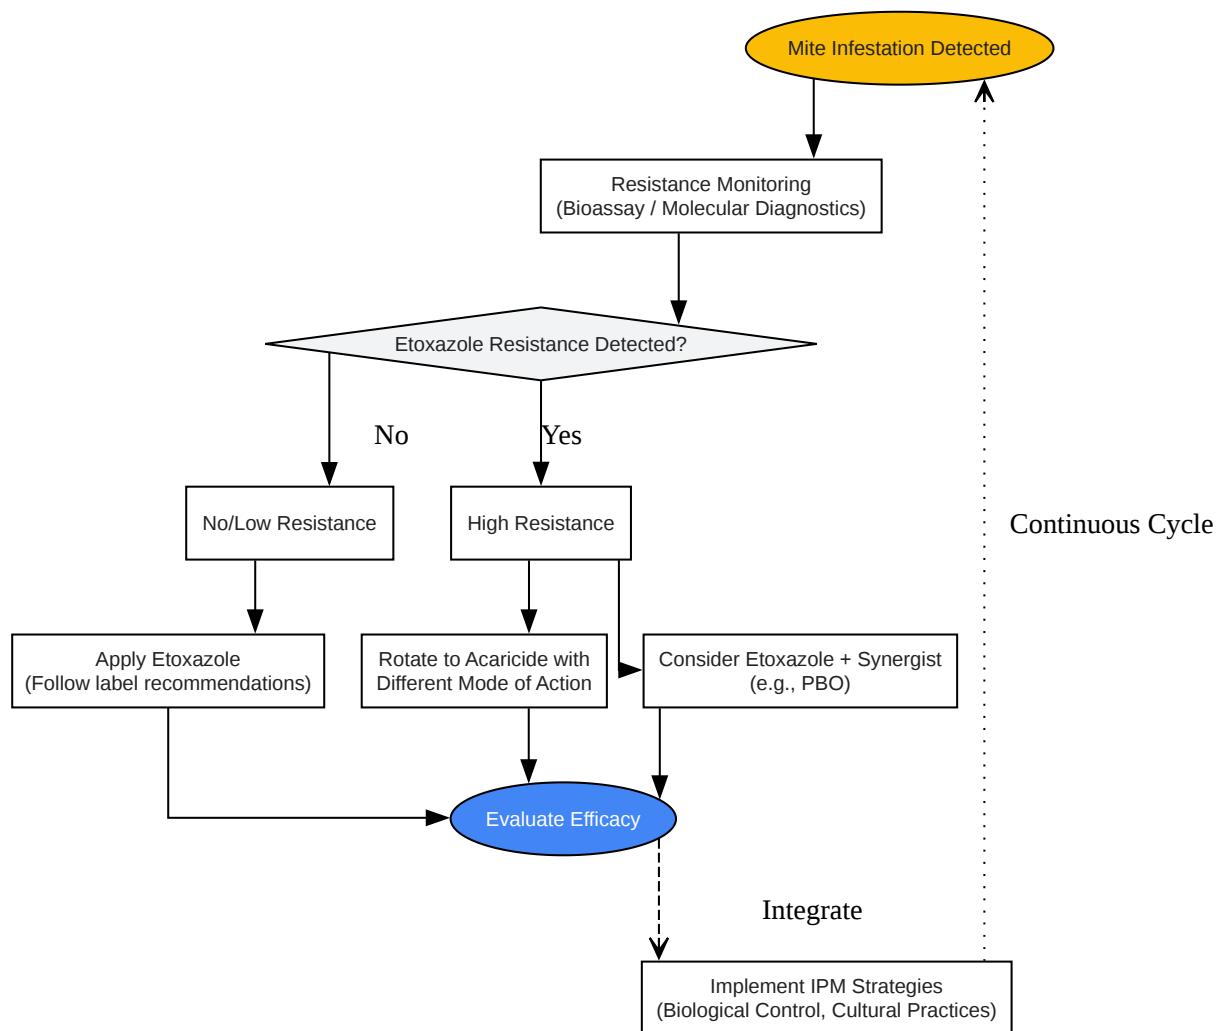 Mite Infestation Detected
Resistance Monitoring
(Bioassay / Molecular Diagnostics)
Etoxazole Resistance Detected?
No
Yes
No/Low Resistance
High Resistance
Continuous Cycle
Apply Etoxazole
(Follow label recommendations)
Rotate to Acaricide with
Different Mode of Action
Consider Etoxazole + Synergist
(e.g., PBO)
Evaluate Efficacy
Integrate
Implement IPM Strategies
(Biological Control, Cultural Practices)